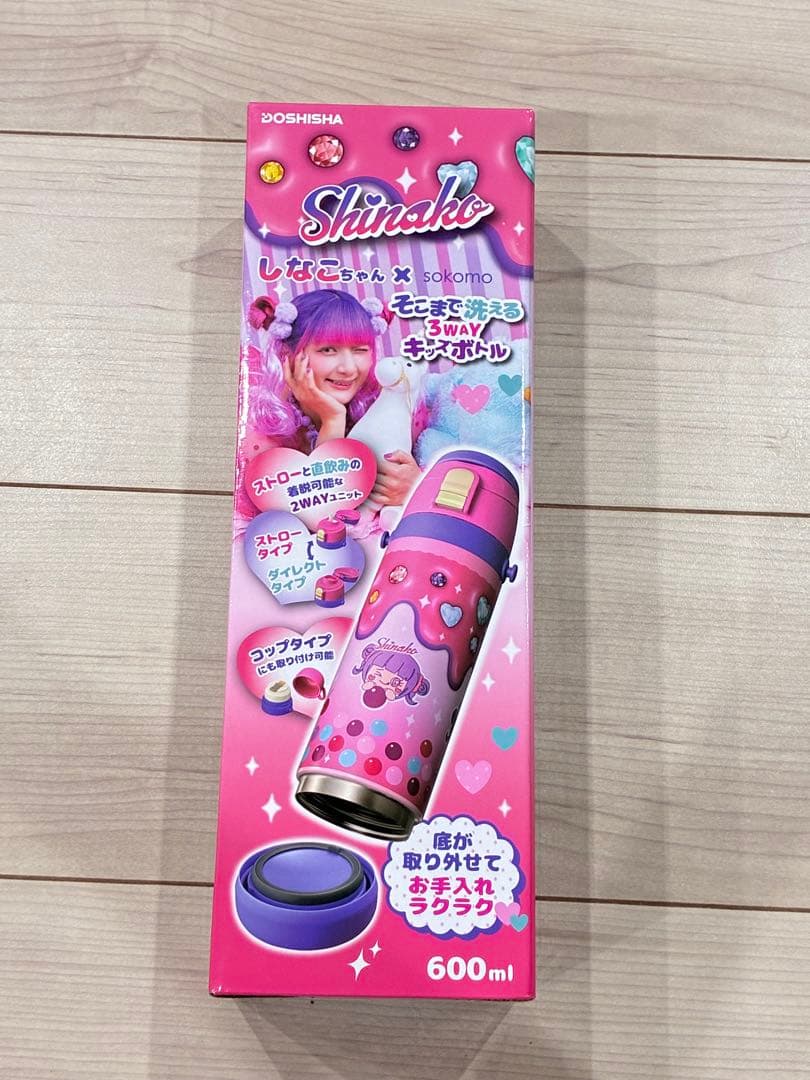 DOSHISHA
Shinako
しなこちゃん × sokomo
そこまで洗える
3WAY
キッズボトル
ストローと直飲みの
着脱可能な
2WAYユニット
ストロー
タイプ
ダイレクト
タイプ
コップタイプ
にも取り付け可能
Shinako
底が
取り外せて
お手入れ
ラクラク
600ml